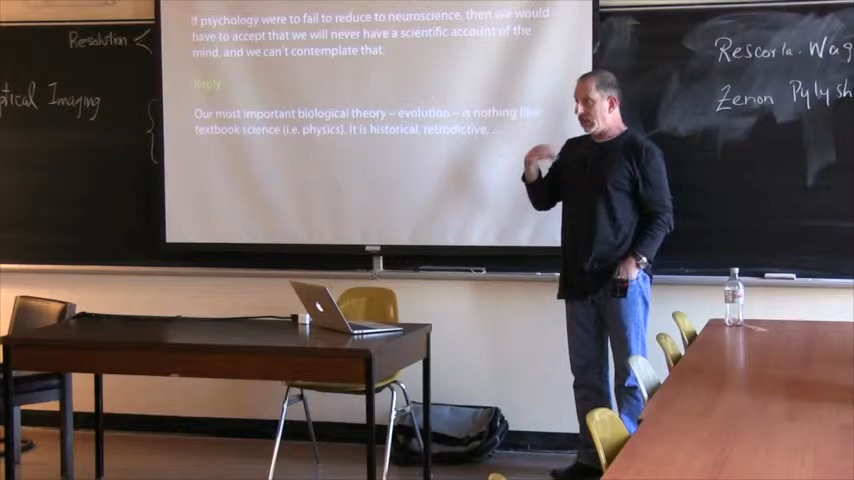 If psychology were to fail to reduce to neuroscience, then we would
have to accept that we will never have a scientific account of the
mind, and we can't contemplate that.
Reply
Our most important biological theory – evolution – is nothing like
textbook science (i.e. physics). It is historical, retrodictive, ...
Resolution
ptical Imaging
Rescorla-Wag
Zenon Pylysh